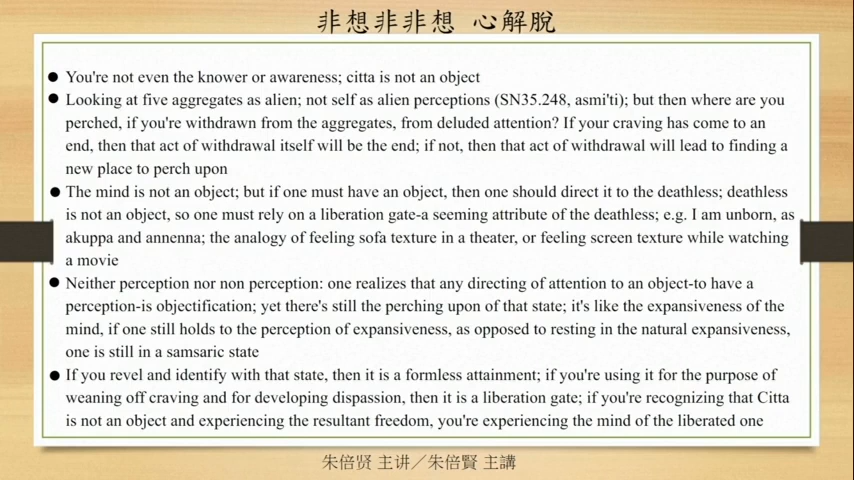 非想非非想 心解脫
● You're not even the knower or awareness; citta is not an object
● Looking at five aggregates as alien; not self as alien perceptions (SN35.248, asmi'ti); but then where are you
perched, if you're withdrawn from the aggregates, from deluded attention? If your craving has come to an
end, then that act of withdrawal itself will be the end; if not, then that act of withdrawal will lead to finding a
new place to perch upon
● The mind is not an object; but if one must have an object, then one should direct it to the deathless; deathless
is not an object, so one must rely on a liberation gate-a seeming attribute of the deathless; e.g. I am unborn, as
akuppa and annenna; the analogy of feeling sofa texture in a theater, or feeling screen texture while watching
a movie
● Neither perception nor non perception: one realizes that any directing of attention to an object-to have a
perception-is objectification; yet there's still the perching upon of that state; it's like the expansiveness of the
mind, if one still holds to the perception of expansiveness, as opposed to resting in the natural expansiveness,
one is still in a samsaric state
● If you revel and identify with that state, then it is a formless attainment; if you're using it for the purpose of
weaning off craving and for developing dispassion, then it is a liberation gate; if you're recognizing that Citta
is not an object and experiencing the resultant freedom, you're experiencing the mind of the liberated one
朱倍贤 主讲／朱倍賢 主講